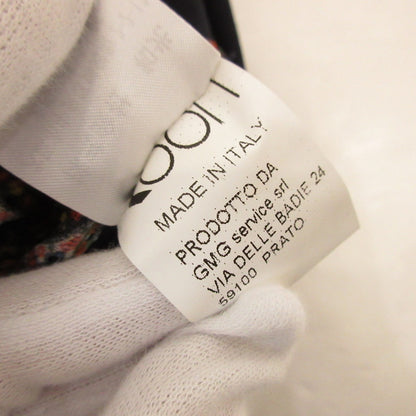 MADE IN ITALY
PRODOTTO DA
GMG service srl
VIA DELLE BADIE 24
59100 PRATO